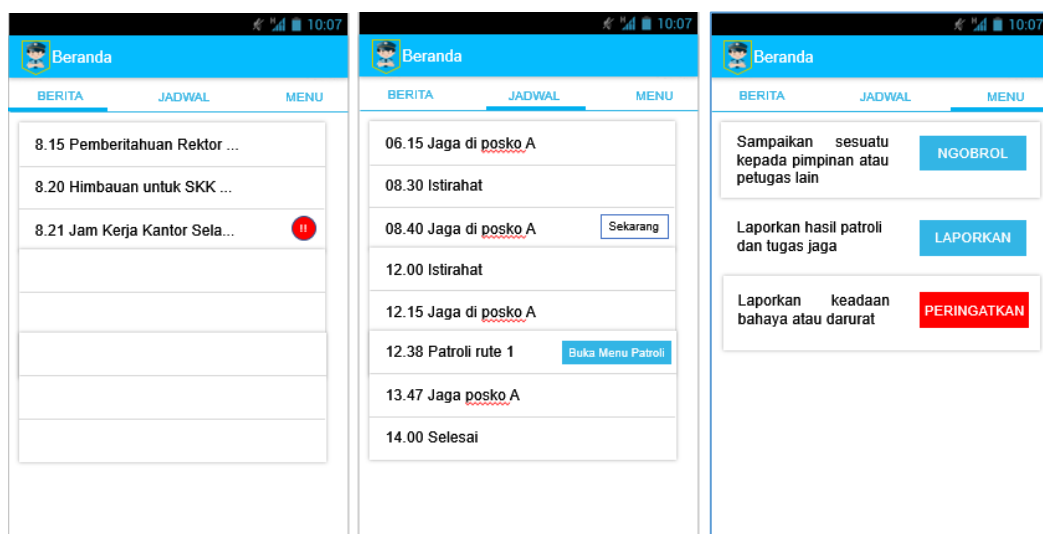 10:07
Beranda
BERITA JADWAL MENU
8.15 Pemberitahuan Rektor ...
8.20 Himbauan untuk SKK ...
8.21 Jam Kerja Kantor Sela... !!
H 10:07
Beranda
BERITA JADWAL MENU
06.15 Jaga di posko A
08.30 Istirahat
08.40 Jaga di posko A Sekarang
12.00 Istirahat
12.15 Jaga di posko A
12.38 Patroli rute 1 Buka Menu Patroli
13.47 Jaga posko A
14.00 Selesai
H 10:07
Beranda
BERITA JADWAL MENU
Sampaikan sesuatu
kepada pimpinan atau
petugas lain
NGOBROL
Laporkan hasil patroli
dan tugas jaga
LAPORKAN
Laporkan keadaan
bahaya atau darurat
PERINGATKAN